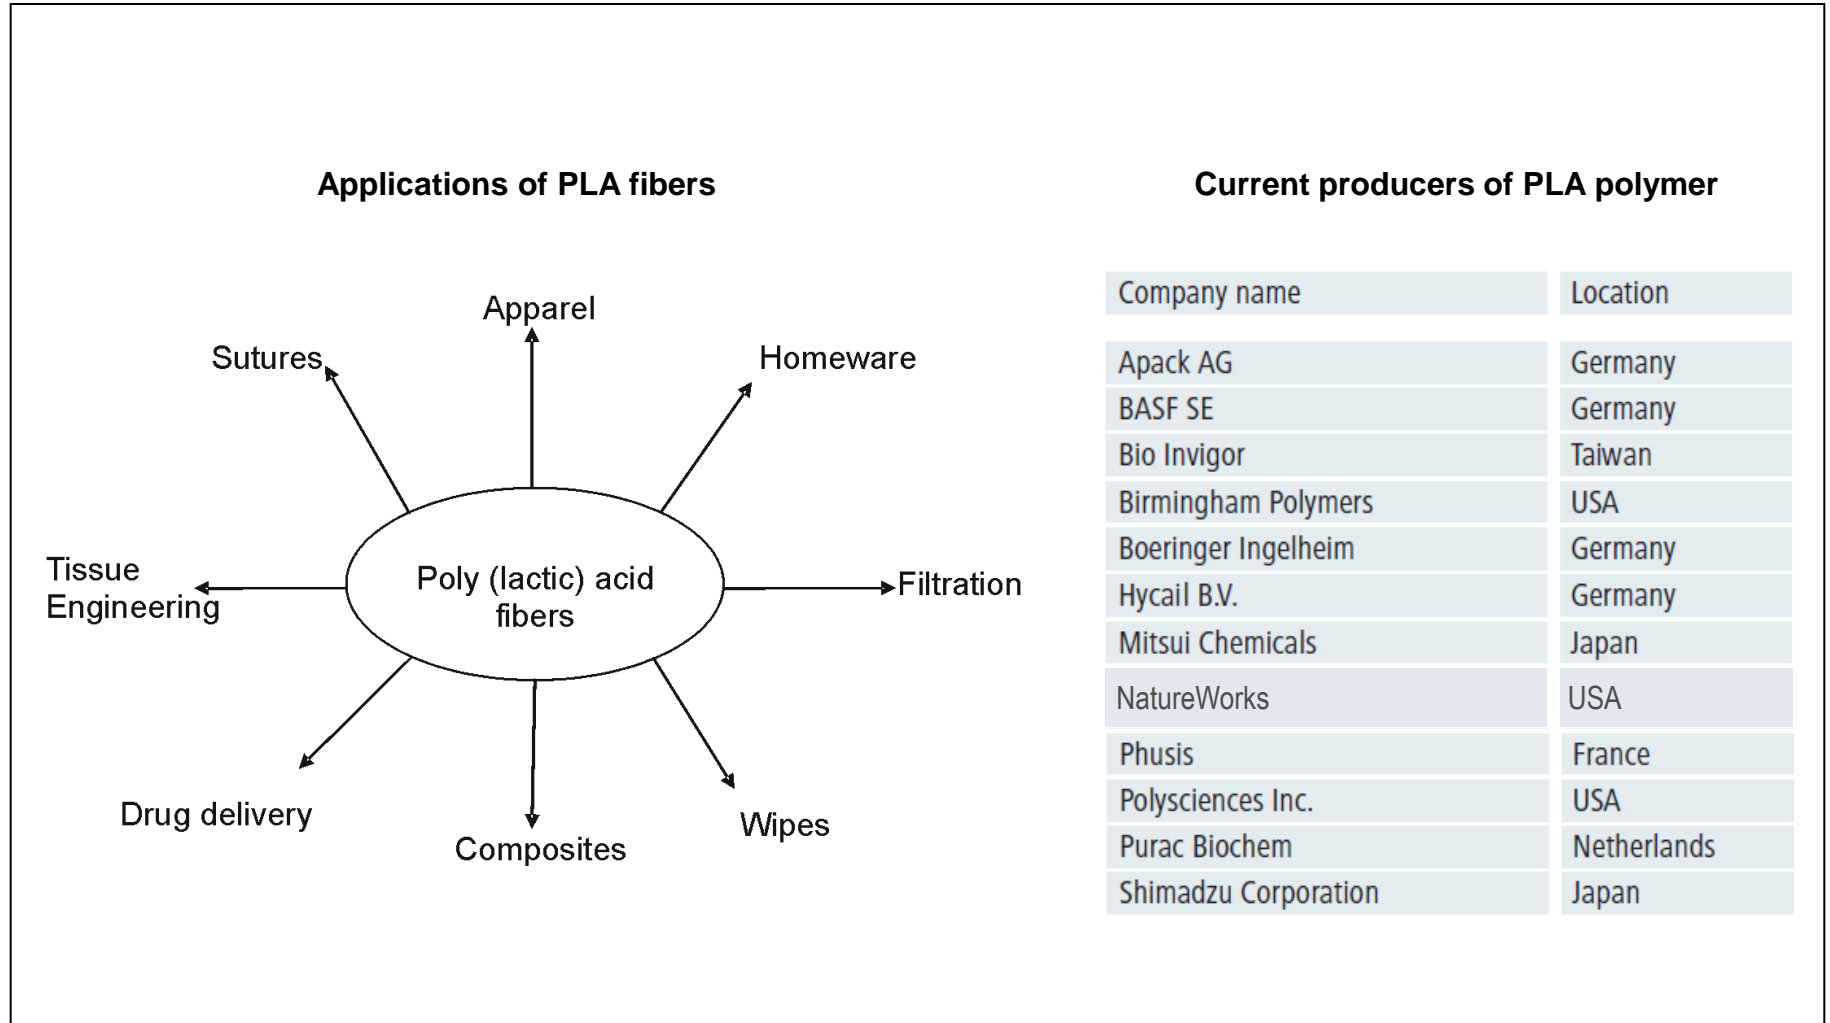 Applications of PLA fibers
Apparel
Sutures
Homeware
Tissue
Engineering
Poly (lactic) acid
fibers
Filtration
Drug delivery
Composites
Wipes
Current producers of PLA polymer
Company name Location
Apack AG Germany
BASF SE Germany
Bio Invigor Taiwan
Birmingham Polymers USA
Boeringer Ingelheim Germany
Hycail B.V. Germany
Mitsui Chemicals Japan
NatureWorks USA
Phusis France
Polysciences Inc. USA
Purac Biochem Netherlands
Shimadzu Corporation Japan